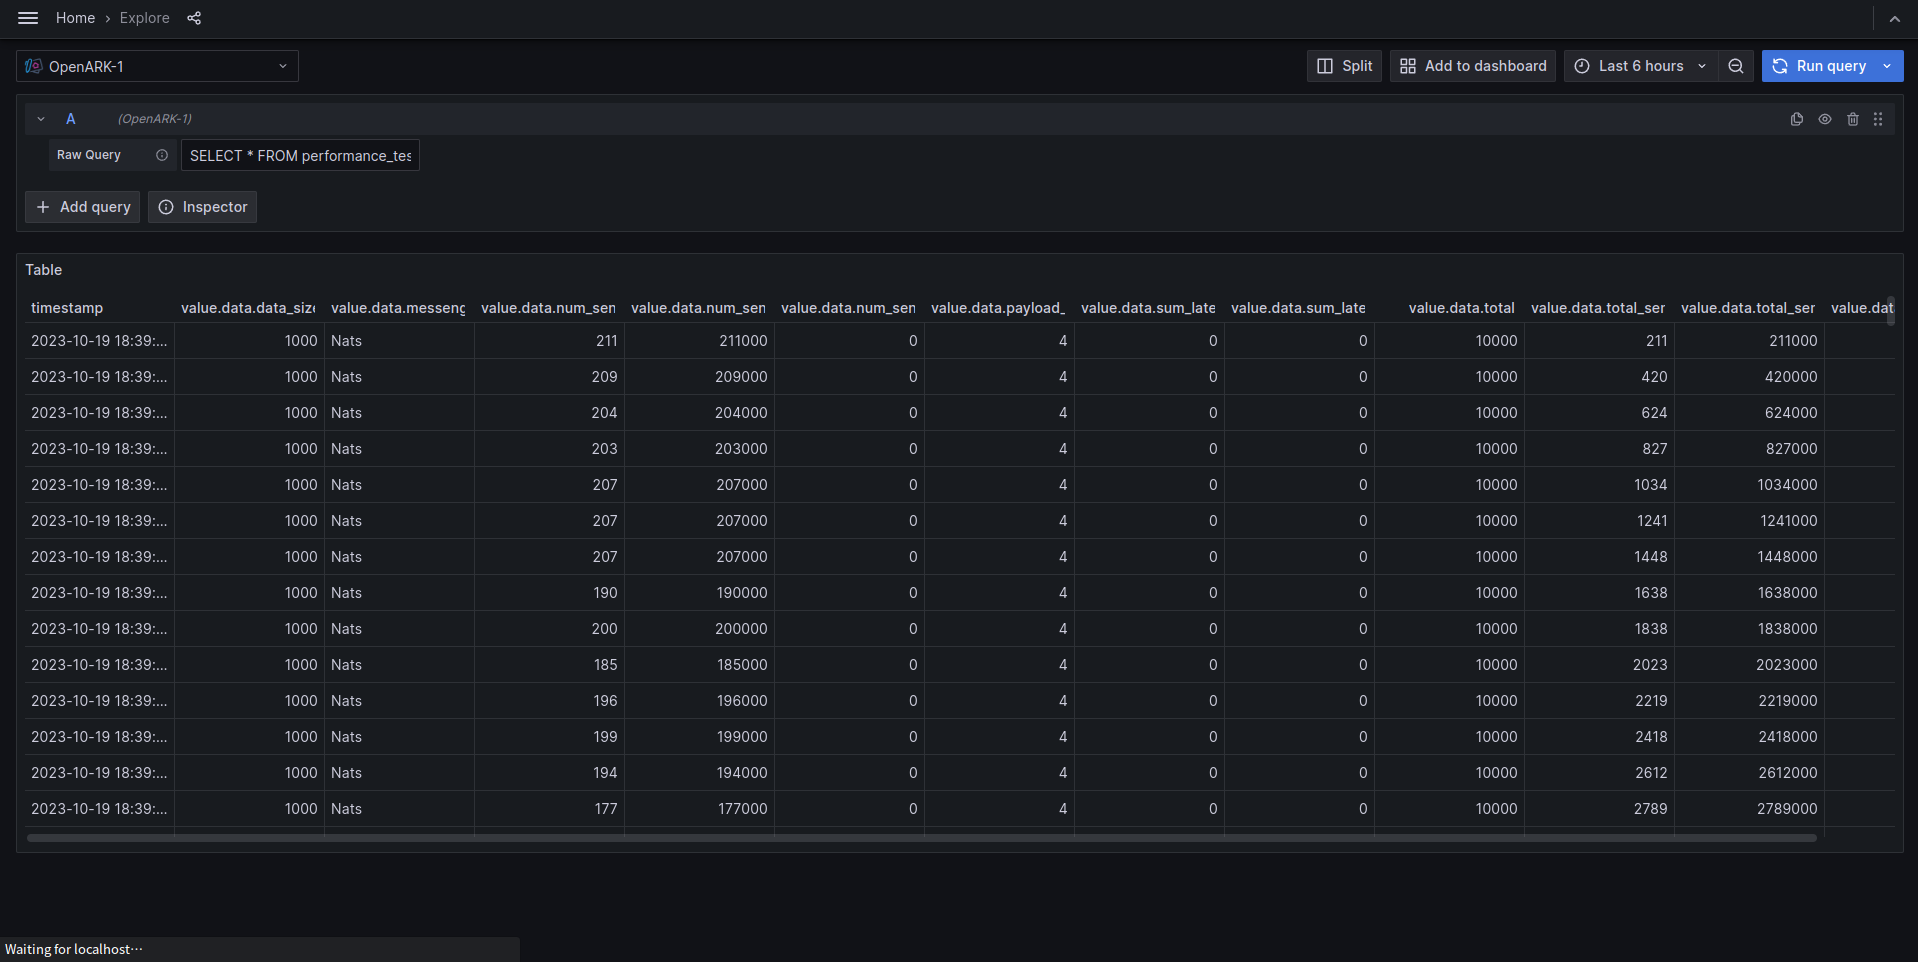 Home › Explore
OpenARK-1
Split
Add to dashboard
Last 6 hours
Run query
A (OpenARK-1)
Raw Query SELECT * FROM performance_tes
Add query
Inspector
Table
timestamp value.data.data_size value.data.messeng value.data.num_sen value.data.num_sen value.data.num_sen value.data.payload_ value.data.sum_late value.data.sum_late value.data.total value.data.total_ser value.data.total_ser value.dat
2023-10-19 18:39:... 1000 Nats 211 211000 0 4 0 0 10000 211 211000
2023-10-19 18:39:... 1000 Nats 209 209000 0 4 0 0 10000 420 420000
2023-10-19 18:39:... 1000 Nats 204 204000 0 4 0 0 10000 624 624000
2023-10-19 18:39:... 1000 Nats 203 203000 0 4 0 0 10000 827 827000
2023-10-19 18:39:... 1000 Nats 207 207000 0 4 0 0 10000 1034 1034000
2023-10-19 18:39:... 1000 Nats 207 207000 0 4 0 0 10000 1241 1241000
2023-10-19 18:39:... 1000 Nats 207 207000 0 4 0 0 10000 1448 1448000
2023-10-19 18:39:... 1000 Nats 190 190000 0 4 0 0 10000 1638 1638000
2023-10-19 18:39:... 1000 Nats 200 200000 0 4 0 0 10000 1838 1838000
2023-10-19 18:39:... 1000 Nats 185 185000 0 4 0 0 10000 2023 2023000
2023-10-19 18:39:... 1000 Nats 196 196000 0 4 0 0 10000 2219 2219000
2023-10-19 18:39:... 1000 Nats 199 199000 0 4 0 0 10000 2418 2418000
2023-10-19 18:39:... 1000 Nats 194 194000 0 4 0 0 10000 2612 2612000
2023-10-19 18:39:... 1000 Nats 177 177000 0 4 0 0 10000 2789 2789000
Waiting for localhost…